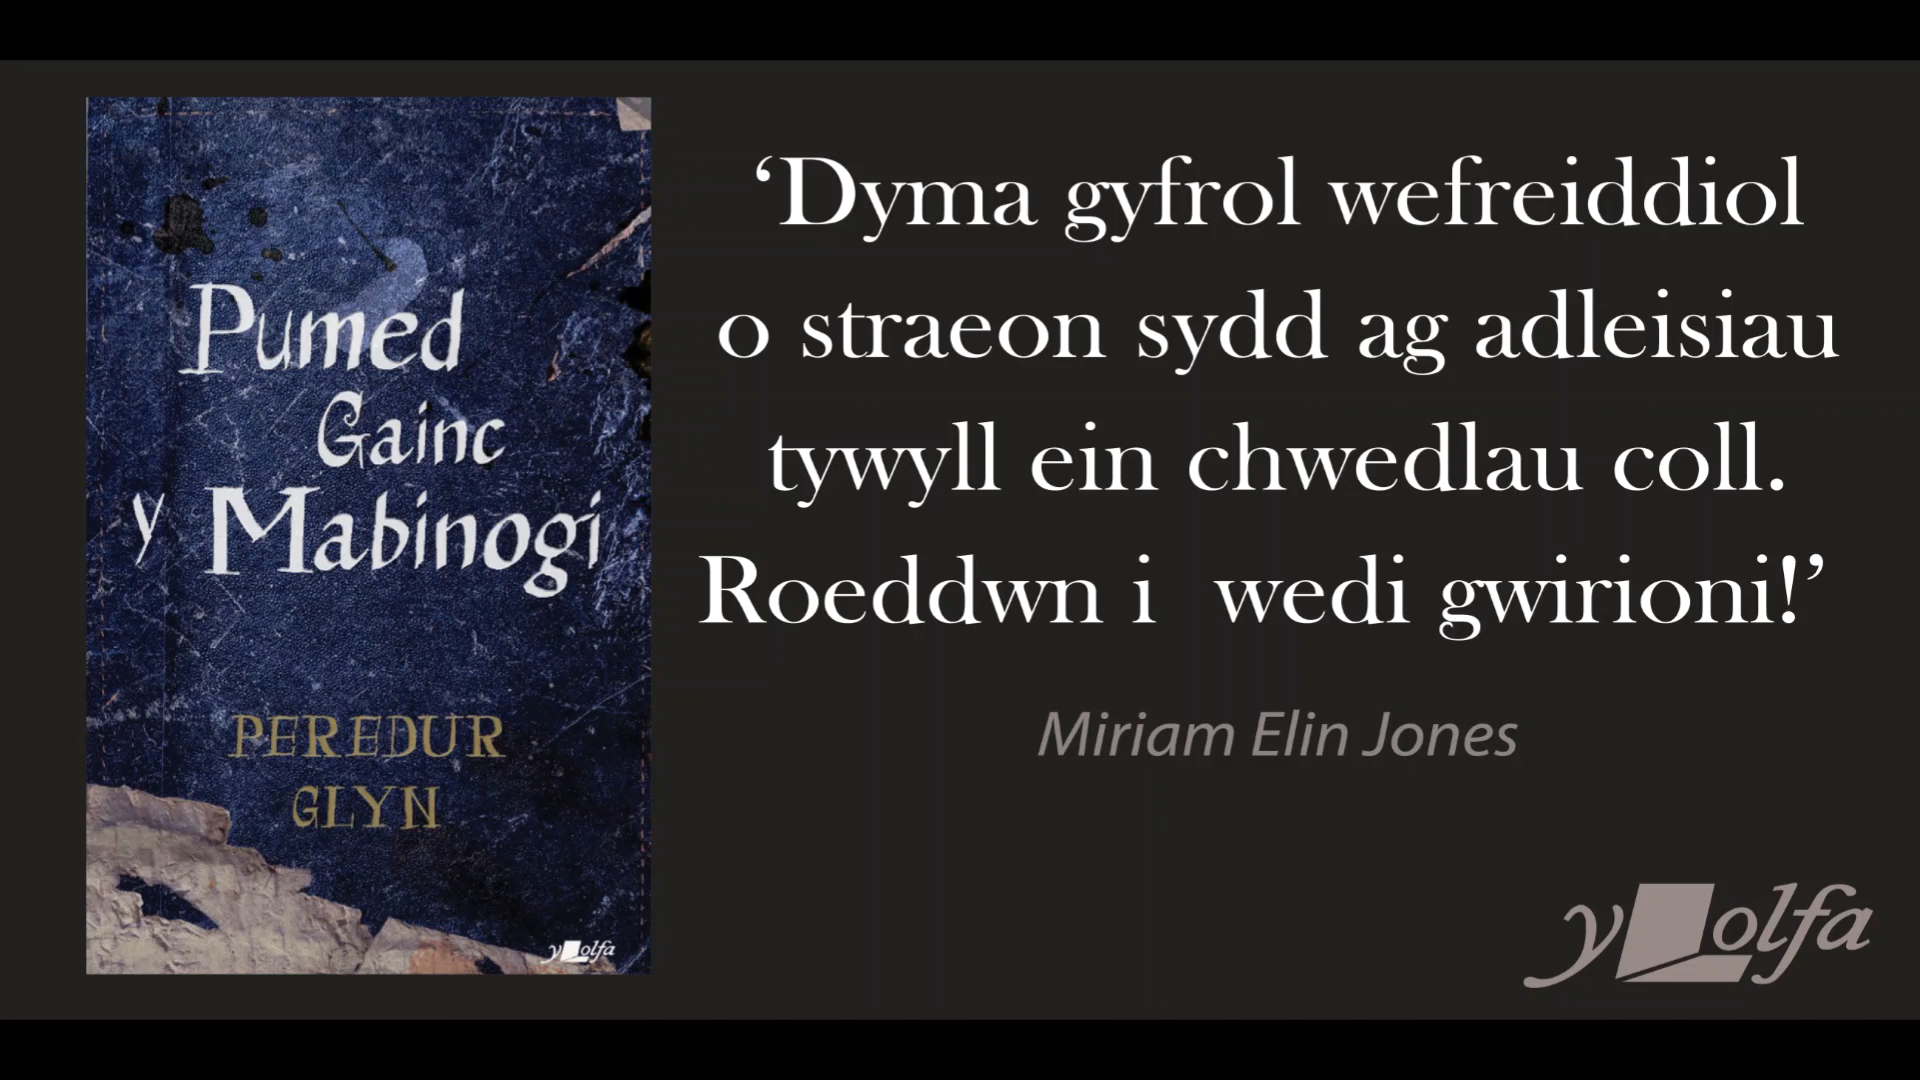 Pumed
Gainc
y Mabinogi
PEREDUR
GLYN
y Lolfa
‘Dyma gyfrol wefreiddiol
o straeon sydd ag adleisiau
tywyll ein chwedlau coll.
Roeddwn i wedi gwirioni!’
Miriam Elin Jones
y Lolfa